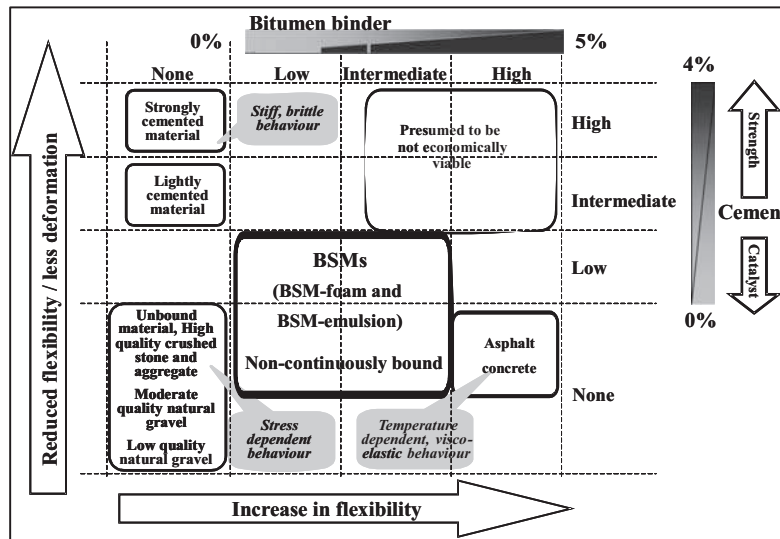 Bitumen binder
0%
5%
None
Low
Intermediate
High
4%
Strongly
cemented
material
Stiff, brittle
behaviour
Presumed to be
not economically
viable
High
Strength
Lightly
cemented
material
Intermediate
Cemen
Reduced flexibility / less deformation
BSMs
(BSM-foam and
BSM-emulsion)
Non-continuously bound
Low
Catalyst
0%
Unbound
material, High
quality crushed
stone and
aggregate
Moderate
quality natural
gravel
Low quality
natural gravel
Asphalt
concrete
None
Stress
dependent
behaviour
Temperature
dependent, visco-
elastic behaviour
Increase in flexibility